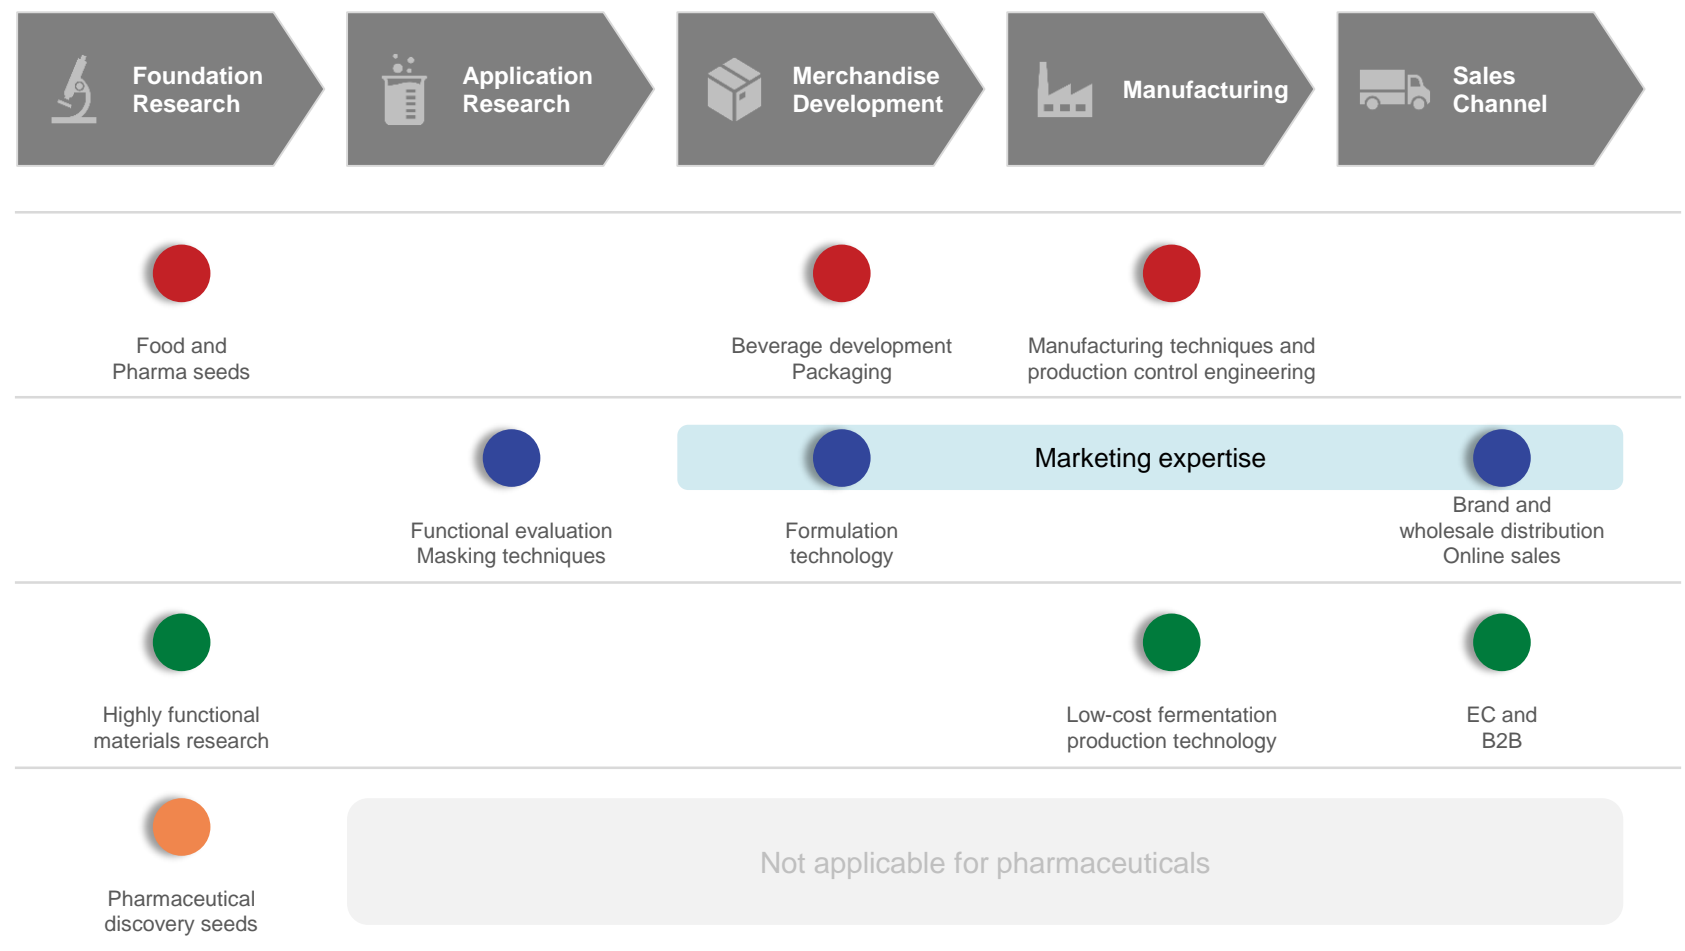 Foundation
Research
Application
Research
Merchandise
Development
Manufacturing
Sales
Channel
Food and
Pharma seeds
Beverage development
Packaging
Manufacturing techniques and
production control engineering
Marketing expertise
Functional evaluation
Masking techniques
Formulation
technology
Brand and
wholesale distribution
Online sales
Highly functional
materials research
Low-cost fermentation
production technology
EC and
B2B
Not applicable for pharmaceuticals
Pharmaceutical
discovery seeds